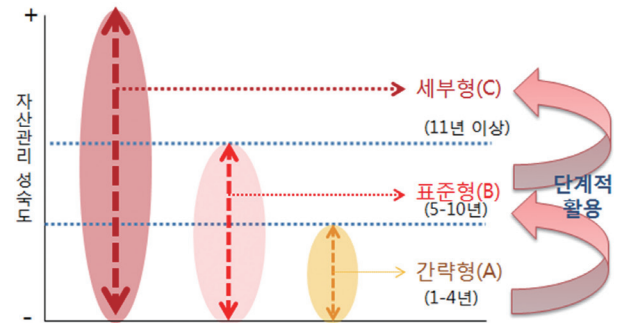 +
자산관리 성숙도
세부형(C)
(11년 이상)
표준형(B)
(5-10년)
단계적
활용
간략형(A)
(1-4년)
-